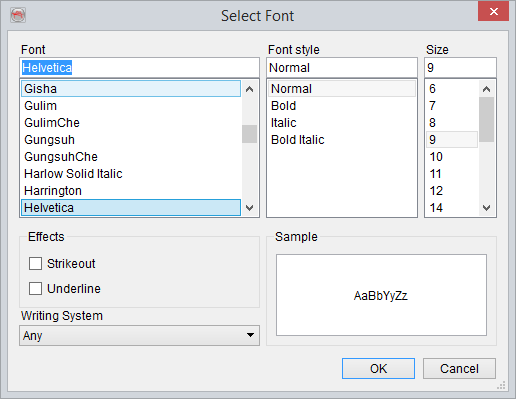 Select Font
Font
Font style
Size
Helvetica
Normal
9
Gisha
Gulim
GulimChe
Gungsuh
GungsuhChe
Harlow Solid Italic
Harrington
Helvetica
Normal
Bold
Italic
Bold Italic
6
7
8
9
10
11
12
14
Effects
Strikeout
Underline
Sample
AaBbYyZz
Writing System
Any
OK
Cancel